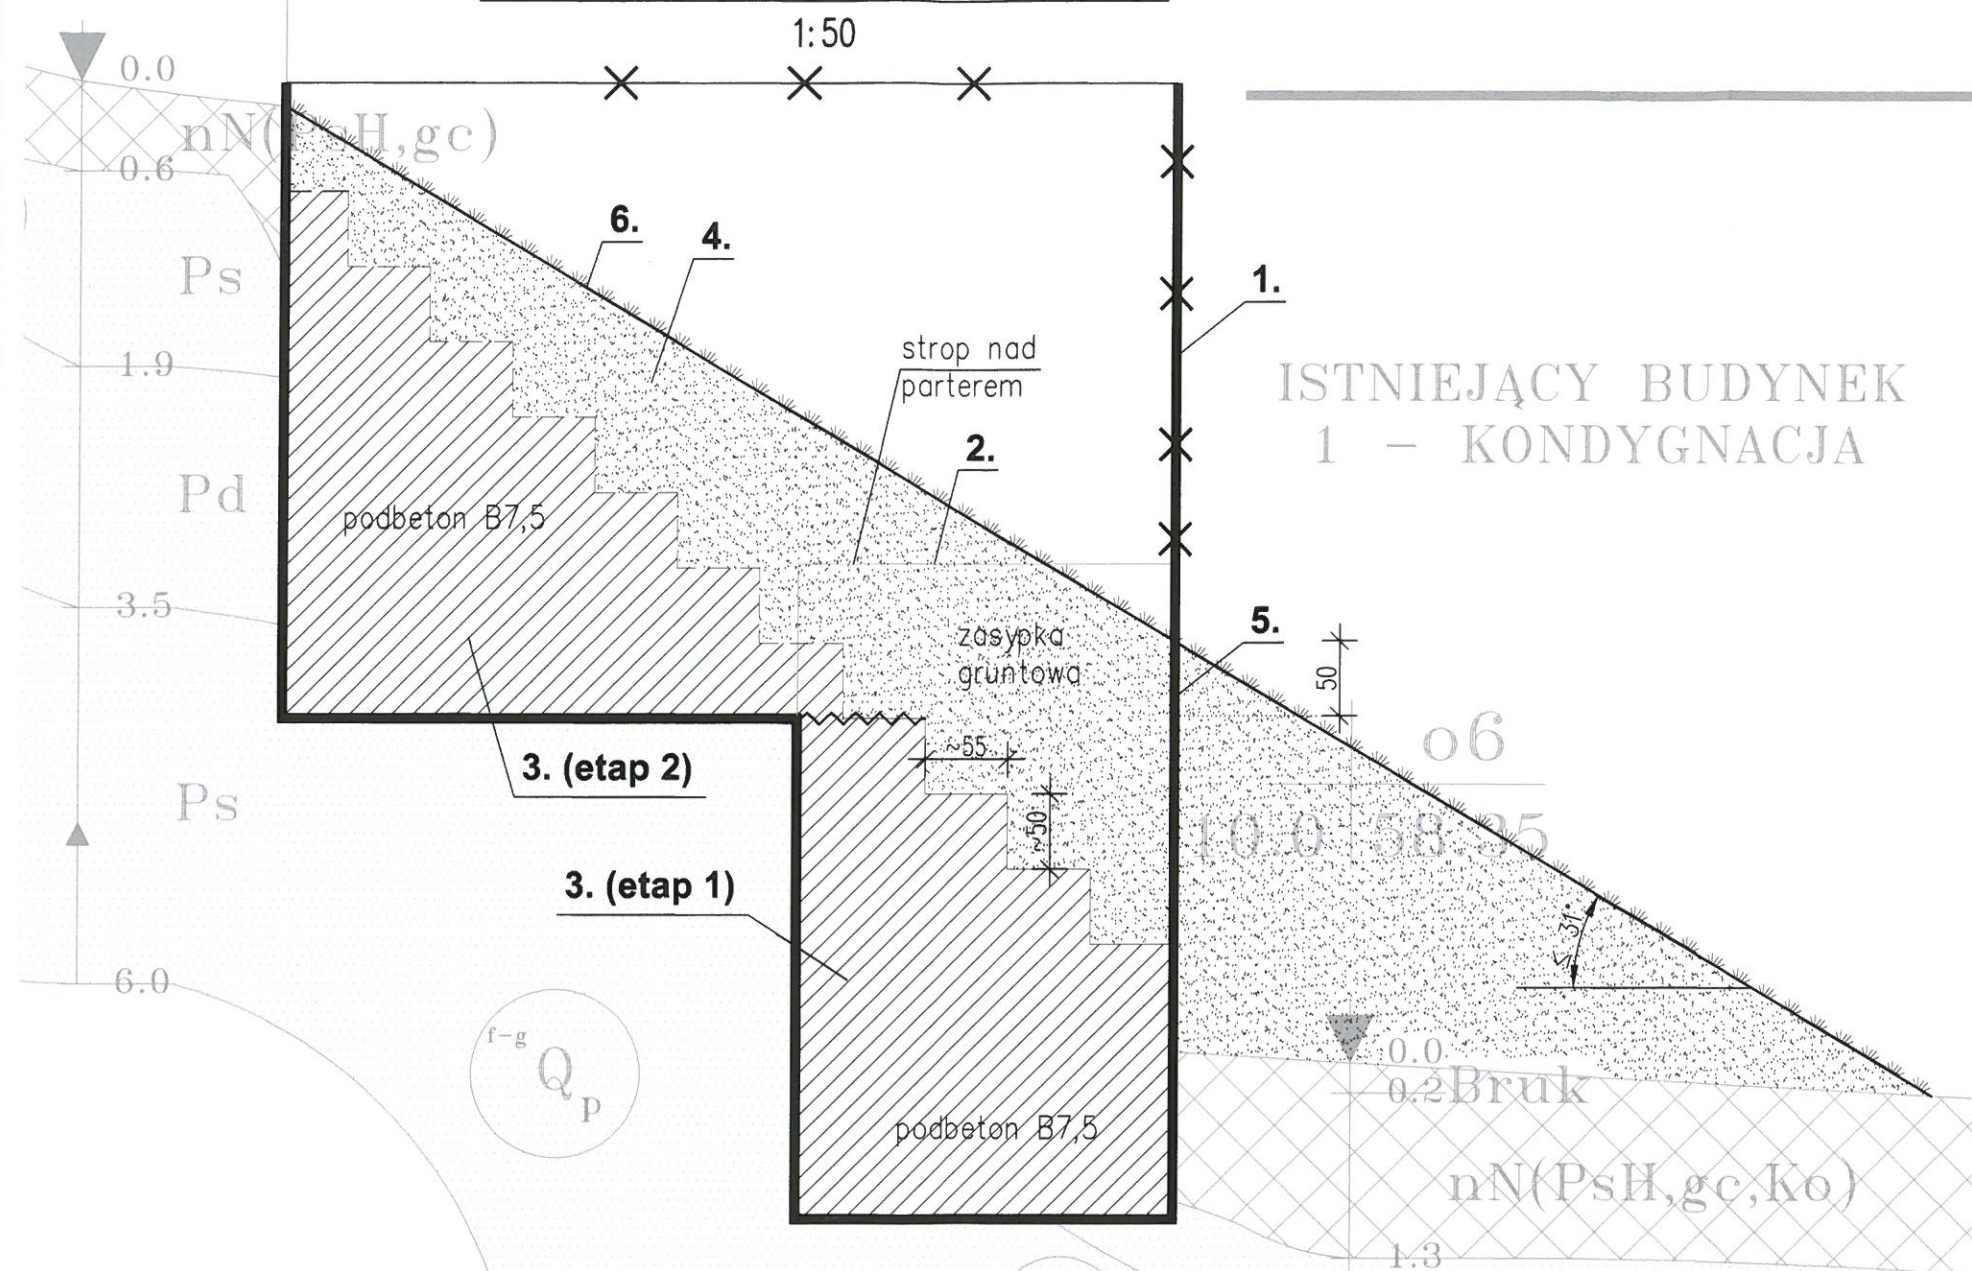 1:50
0.0
nN(PsH,gc)
0.6
6.
4.
Ps
1.
strop nad
parterem
1.9
ISTNIEJĄCY BUDYNEK
1 - KONDYGNACJA
2.
Pd
podbeton B7,5
3.5
zasypka
gruntowa
5.
50
o6
~55
3. (etap 2)
Ps
~50
10.0 58.35
3. (etap 1)
≤ 31°
6.0
f-g
Q
p
0.0
0.2 Bruk
podbeton B7,5
nN(PsH,gc,Ko)
1.3